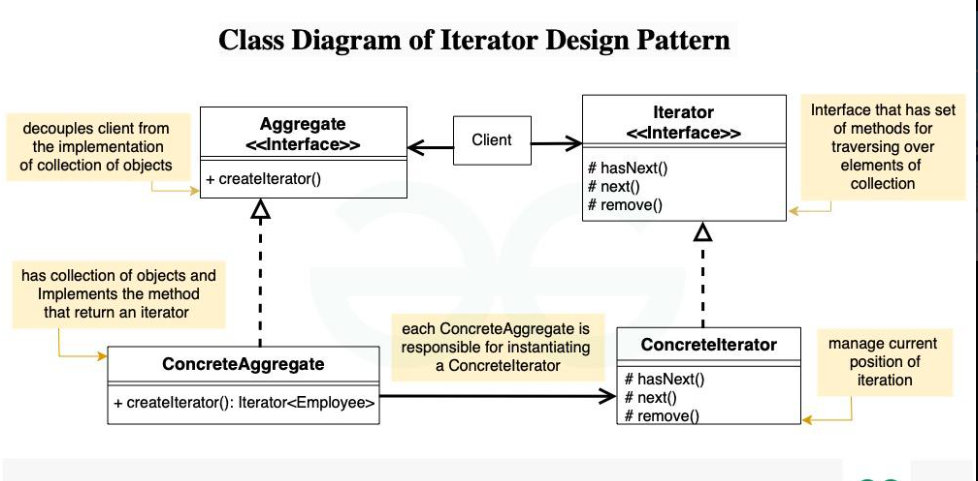 Class Diagram of Iterator Design Pattern
decouples client from
the implementation
of collection of objects
Aggregate
<<Interface>>
+ createIterator()
Client
Iterator
<<Interface>>
# hasNext()
# next()
# remove()
Interface that has set
of methods for
traversing over
elements of
collection
has collection of objects and
Implements the method
that return an iterator
ConcreteAggregate
+ createIterator(): Iterator<Employee>
each ConcreteAggregate is
responsible for instantiating
a ConcreteIterator
ConcreteIterator
# hasNext()
# next()
# remove()
manage current
position of
iteration